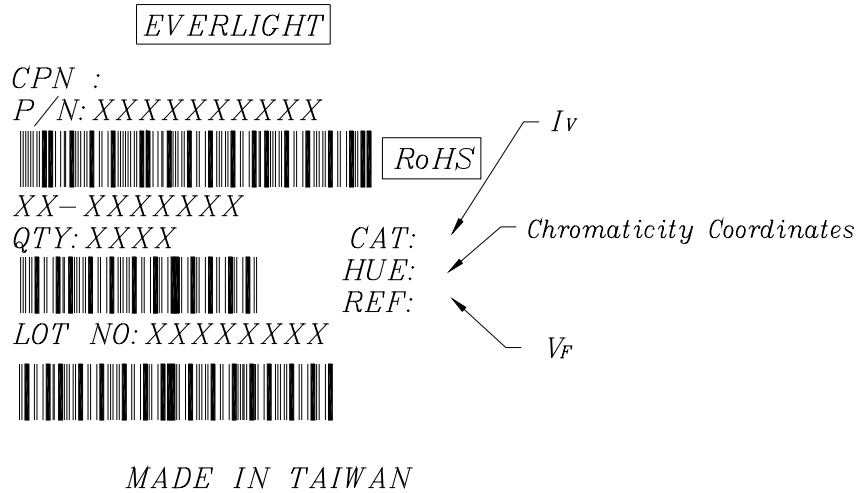 EVERLIGHT
CPN :
P/N: XXXXXXXXXX
RoHS
XX-XXXXXXX
QTY: XXXX
CAT:
HUE:
REF:
LOT NO: XXXXXXXX
MADE IN TAIWAN
Iv
Chromaticity Coordinates
VF